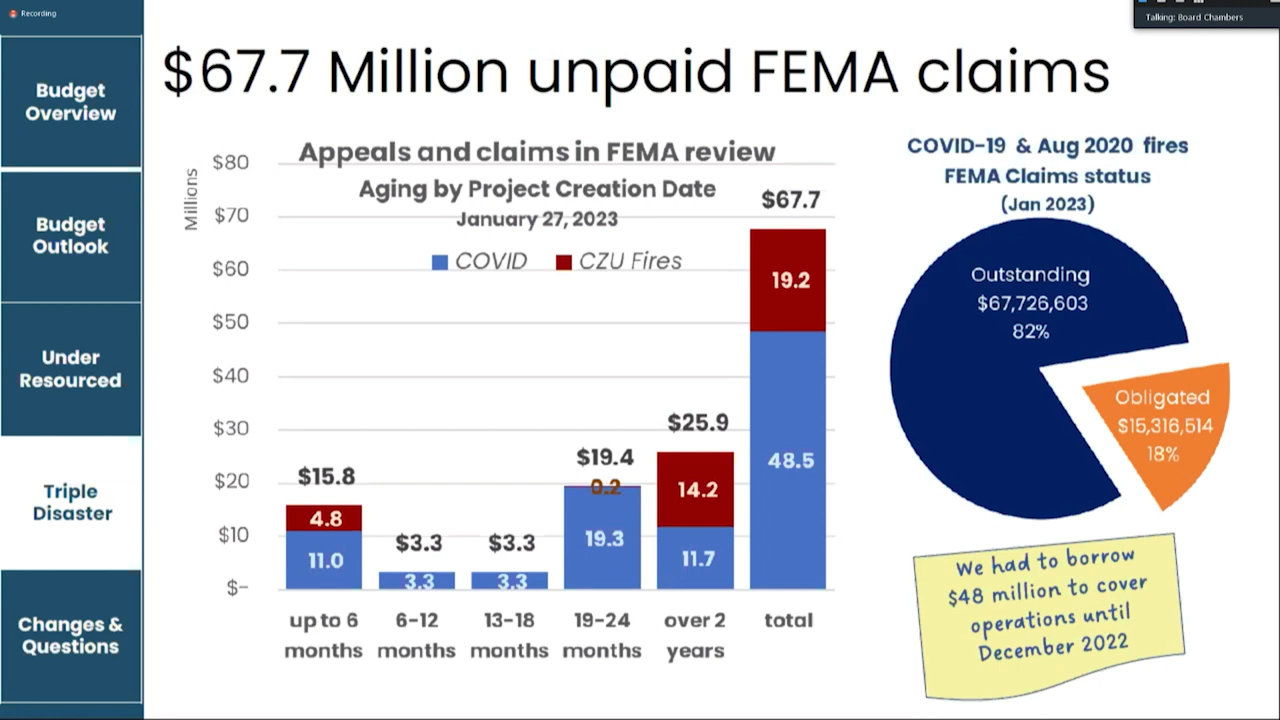 Recording
Talking: Board Chambers
Budget
Overview
Budget
Outlook
Under
Resourced
Triple
Disaster
Changes &
Questions
$67.7 Million unpaid FEMA claims
Appeals and claims in FEMA review
Aging by Project Creation Date
January 27, 2023
COVID
CZU Fires
Millions
$80
$70
$60
$50
$40
$30
$20
$10
$-
$15.8
4.8
11.0
$3.3
3.3
$3.3
3.3
$19.4
0.2
19.3
$25.9
14.2
11.7
$67.7
19.2
48.5
up to 6
months
6-12
months
13-18
months
19-24
months
over 2
years
total
COVID-19 & Aug 2020 fires
FEMA Claims status
(Jan 2023)
Outstanding
$67,726,603
82%
Obligated
$15,316,514
18%
We had to borrow
$48 million to cover
operations until
December 2022